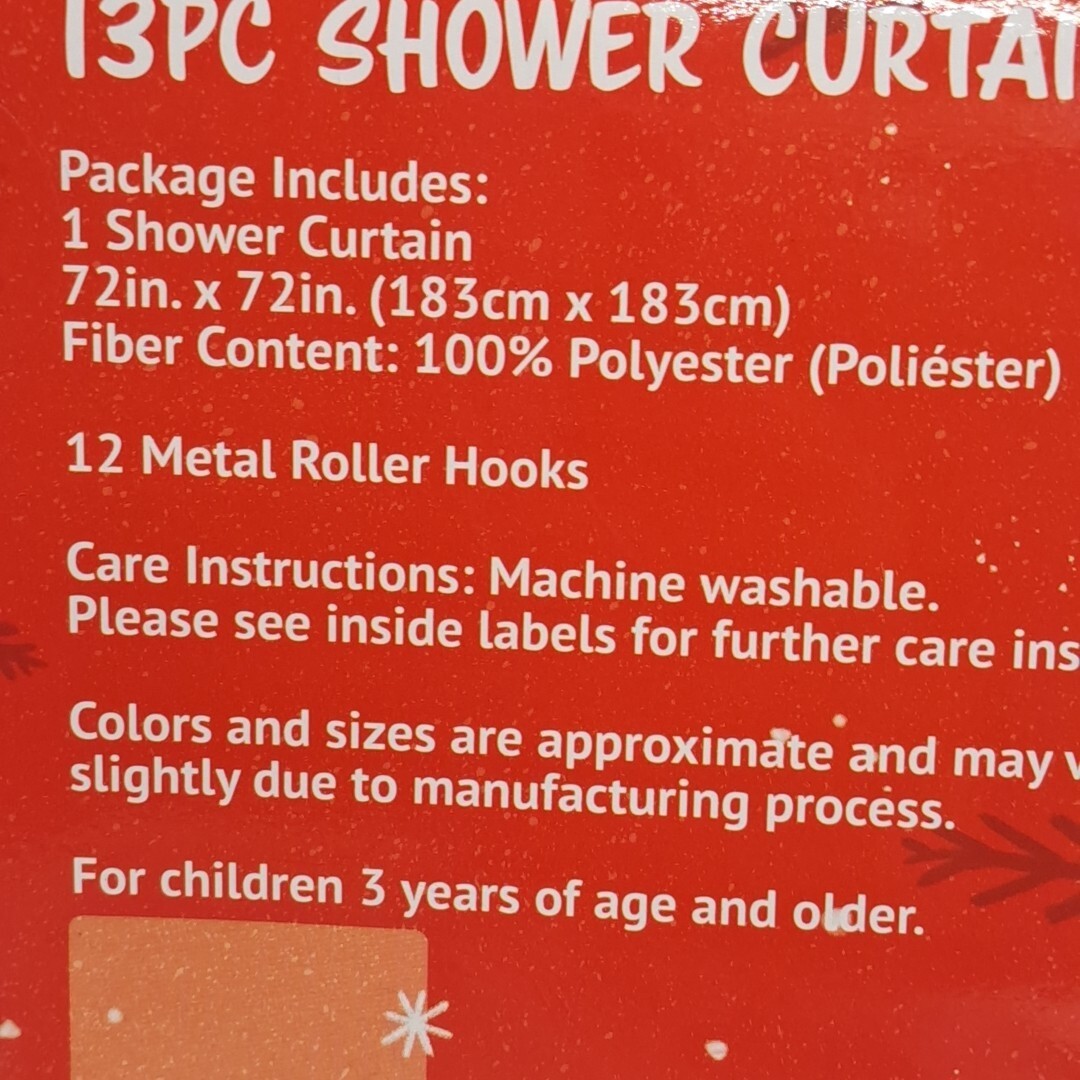 13PC SHOWER
Package Includes:
1 Shower Curtain
72in. x 72in. (183cm x 183cm)
Fiber Content: 100% Polyester (Poliéster)
12 Metal Roller Hooks
Care Instructions: Machine washable.
Please see inside labels for further care
Colors and sizes are approximate and may
slightly due to manufacturing process.
For children 3 years of age and older.